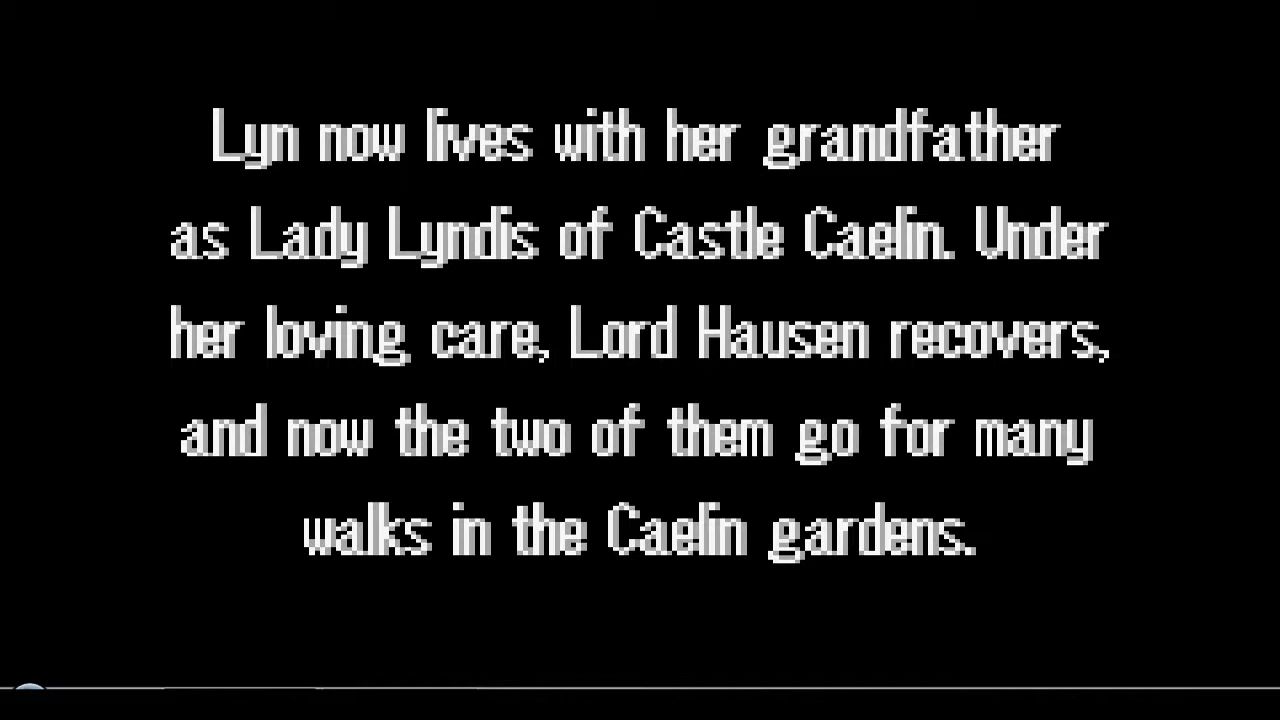 Lyn now lives with her grandfather
as Lady Lyndis of Castle Caelin. Under
her loving care, Lord Hausen recovers,
and now the two of them go for many
walks in the Caelin gardens.